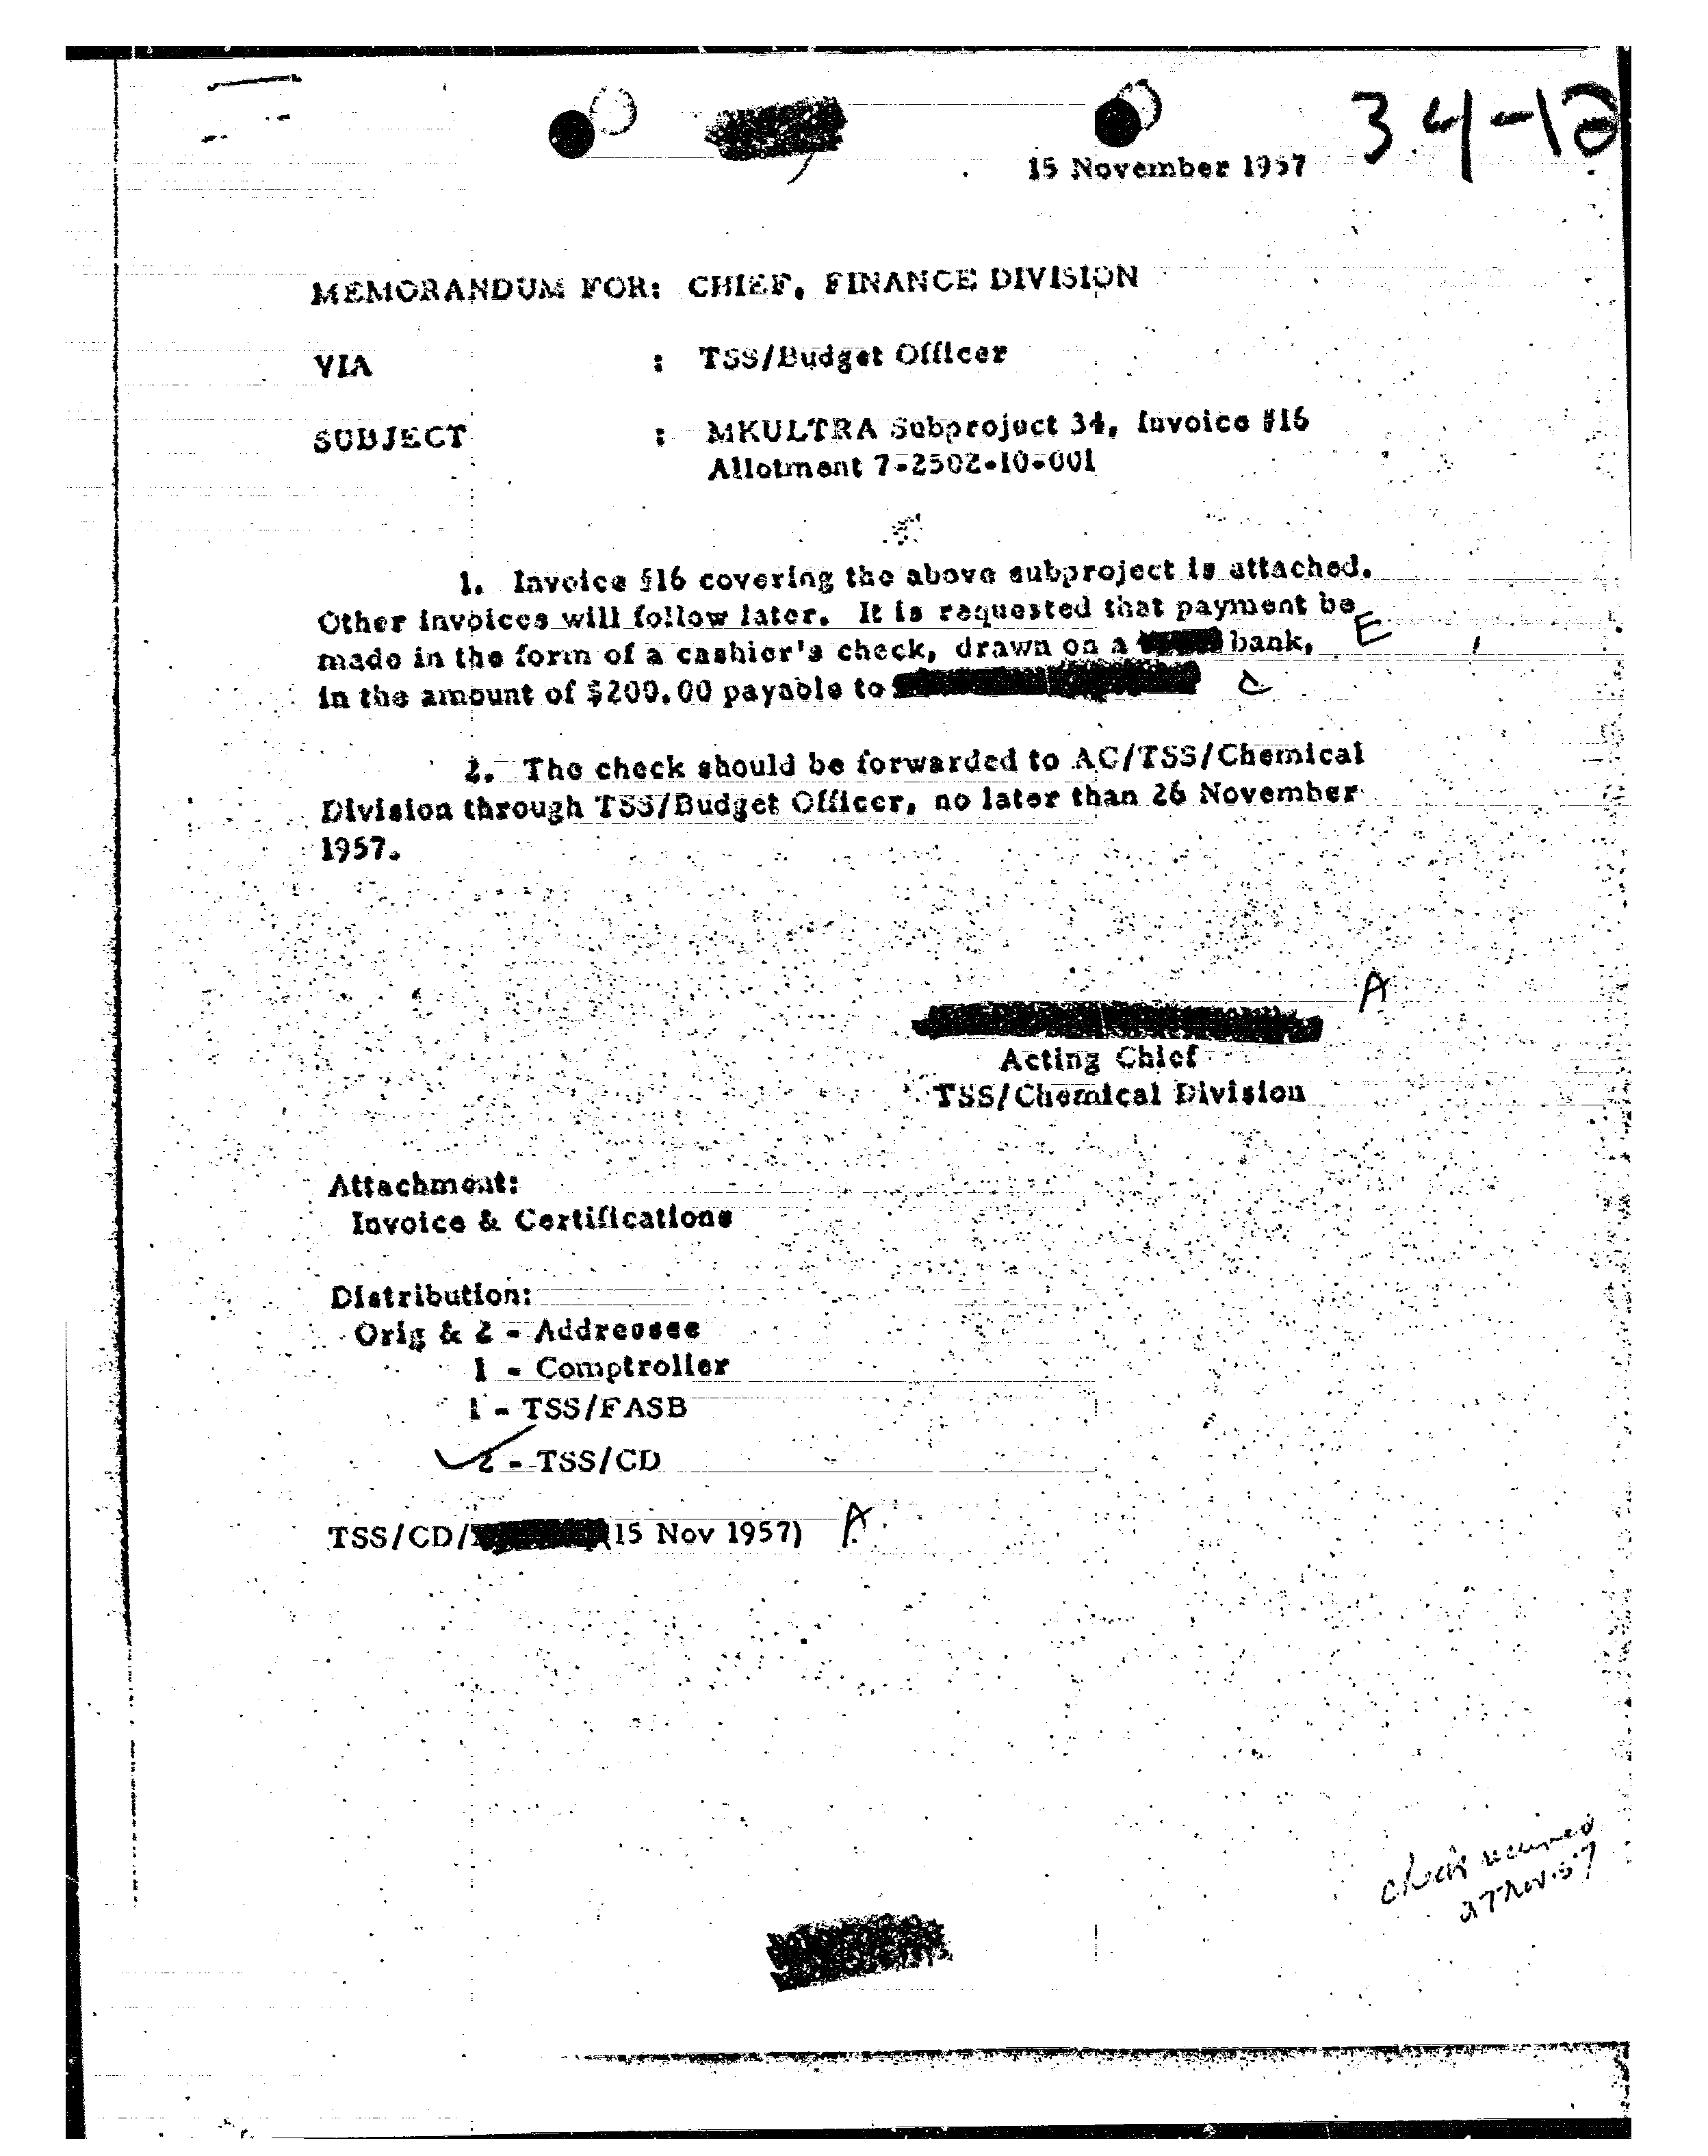 34-12
15 November 1957
MEMORANDUM FOR: CHIEF, FINANCE DIVISION
VIA : TSS/Budget Officer
SUBJECT : MKULTRA Subproject 34, Invoice #16
Allotment 7-2502-10-001
1. Invoice #16 covering the above subproject is attached.
Other invoices will follow later. It is requested that payment be
made in the form of a cashier's check, drawn on a bank, E
in the amount of $200.00 payable to C
2. The check should be forwarded to AC/TSS/Chemical
Division through TSS/Budget Officer, no later than 26 November
1957.
A
Acting Chief
TSS/Chemical Division
Attachment:
Invoice & Certifications
Distribution:
Orig & 2 - Addressee
1 - Comptroller
1 - TSS/FASB
2 - TSS/CD
TSS/CD/ (15 Nov 1957) A
check received
27 Nov. 57